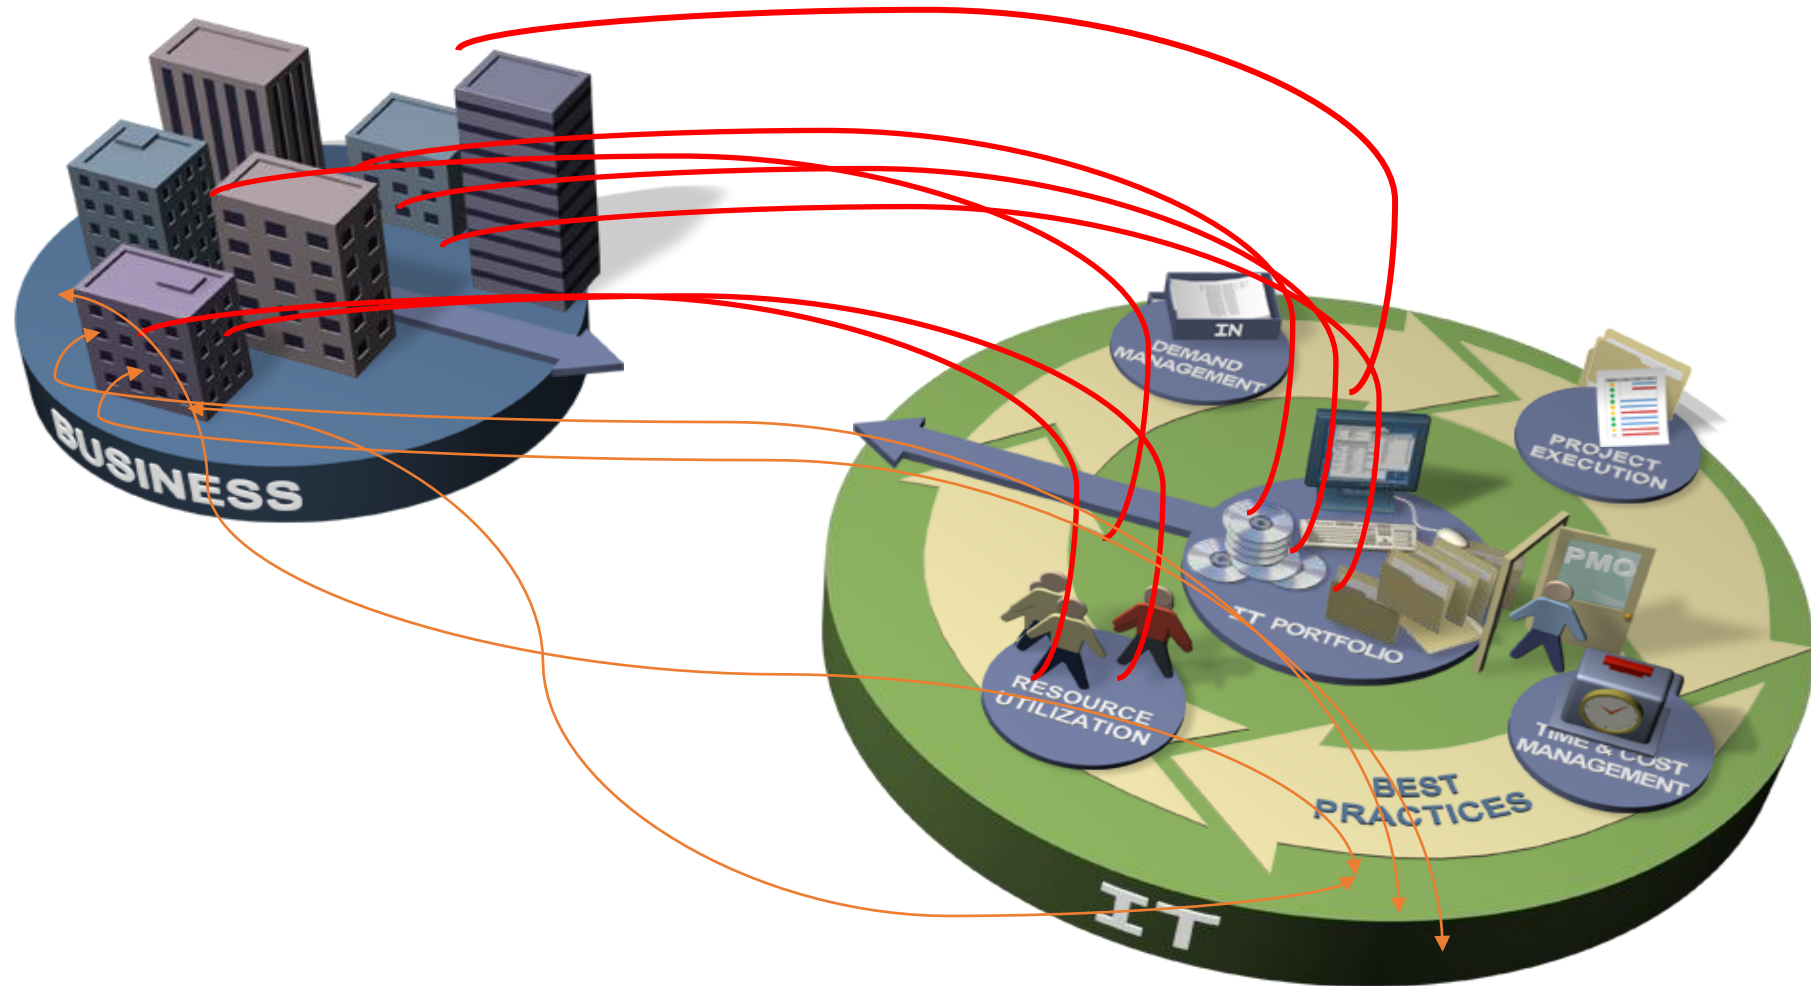 BUSINESS
IN
DEMAND
MANAGEMENT
PROJECT
EXECUTION
PMO
IT PORTFOLIO
RESOURCE
UTILIZATION
TIME & COST
MANAGEMENT
BEST
PRACTICES
IT